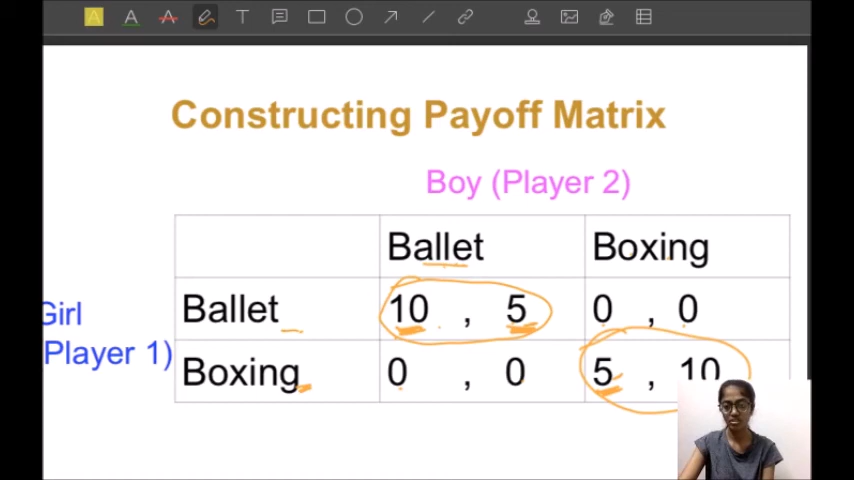 Constructing Payoff Matrix
Boy (Player 2)
Ballet Boxing
Girl
(Player 1)
Ballet 10 , 5 0 , 0
Boxing 0 , 0 5 , 10